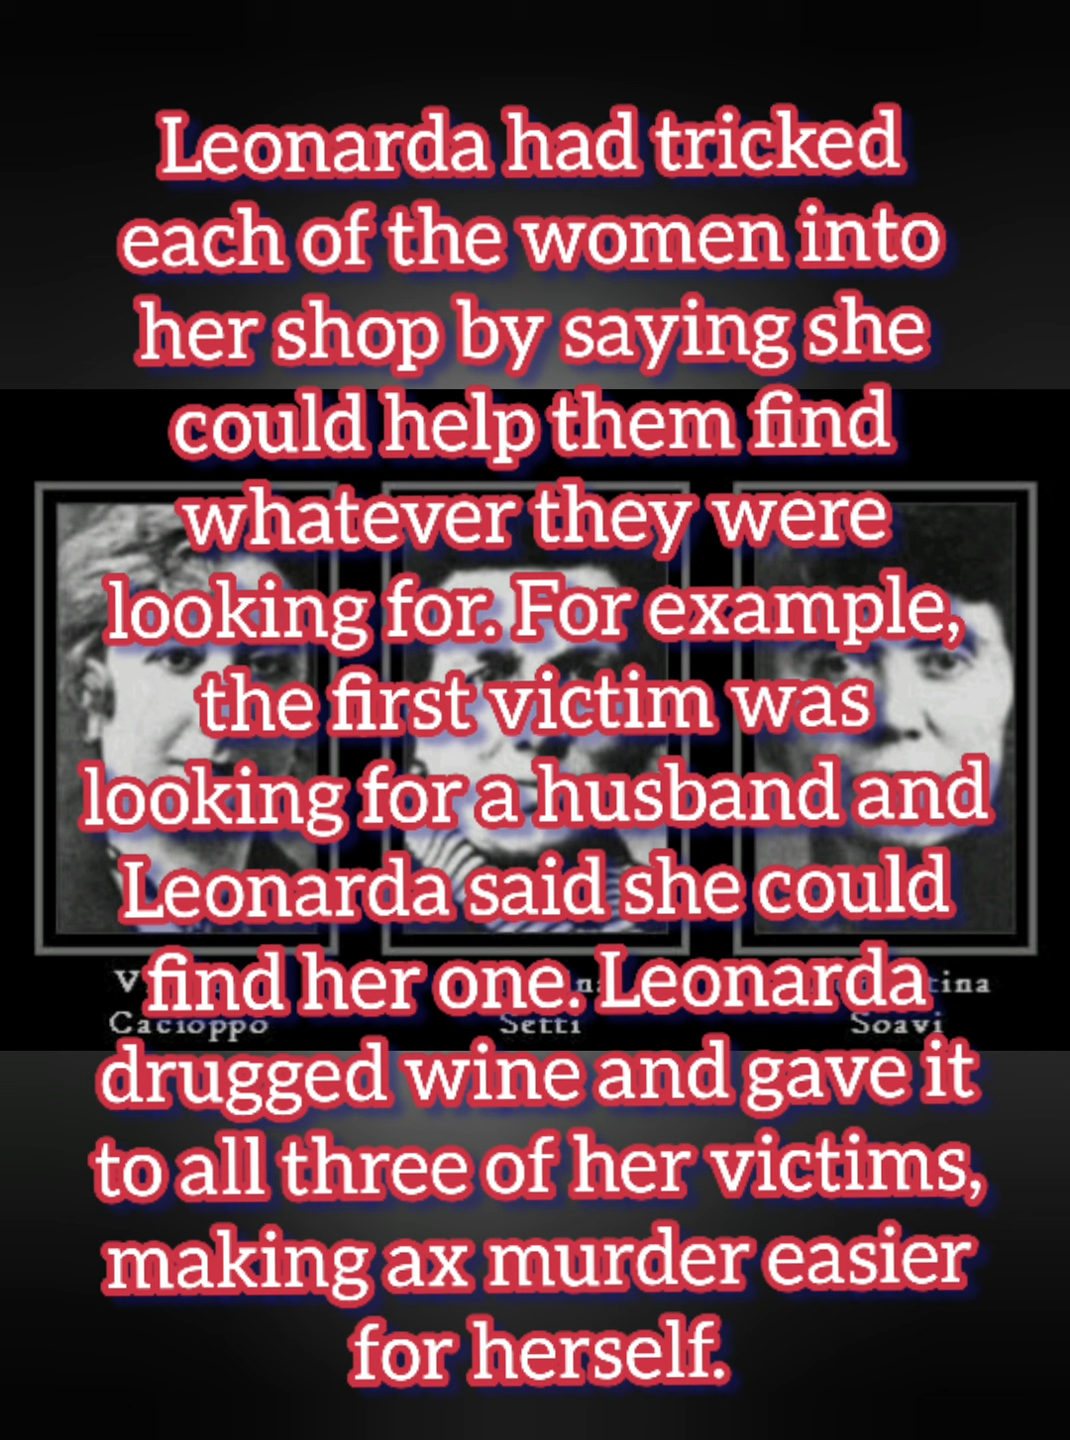 Leonarda had tricked
each of the women into
her shop by saying she
could help them find
whatever they were
looking for. For example,
the first victim was
looking for a husband and
Leonarda said she could
find her one. Leonarda
drugged wine and gave it
to all three of her victims,
making ax murder easier
for herself.
Cacioppo
Setti
Soavi